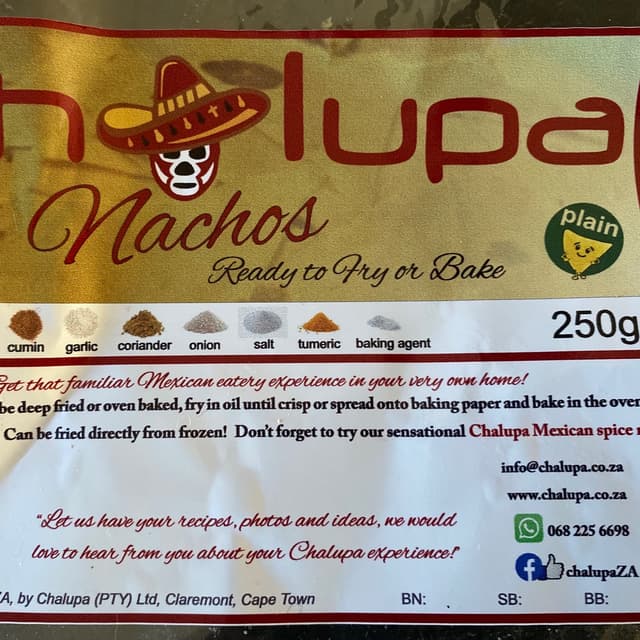 h lupa
Nachos
Ready to Fry or Bake
plain
250g
cumin garlic coriander onion salt tumeric baking agent
Get that familiar Mexican eatery experience in your very own home!
be deep fried or oven baked, fry in oil until crisp or spread onto baking paper and bake in the oven
Can be fried directly from frozen! Don't forget to try our sensational Chalupa Mexican spice
info@chalupa.co.za
www.chalupa.co.za
068 225 6698
chalupaZA
"Let us have your recipes, photos and ideas, we would
love to hear from you about your Chalupa experience!"
A, by Chalupa (PTY) Ltd, Claremont, Cape Town BN: SB: BB: